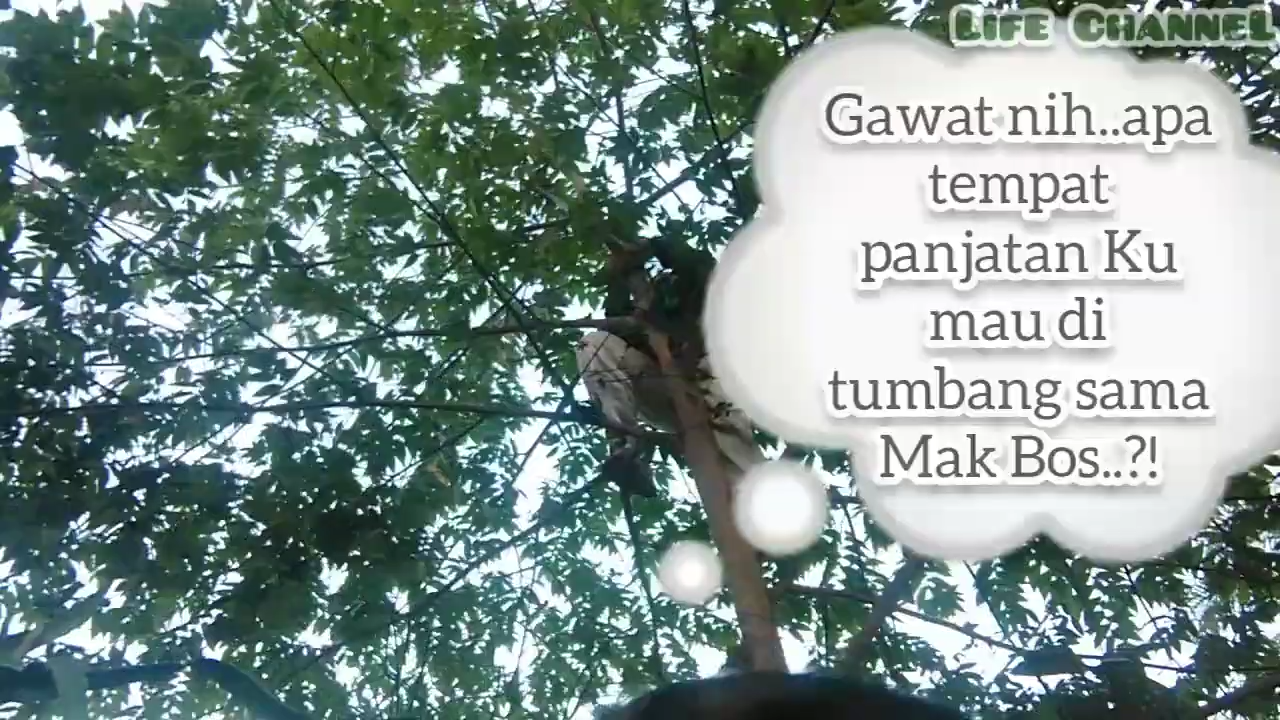 LIFE CHANNEL
Gawat nih..apa
tempat
panjatan Ku
mau di
tumbang sama
Mak Bos..?!